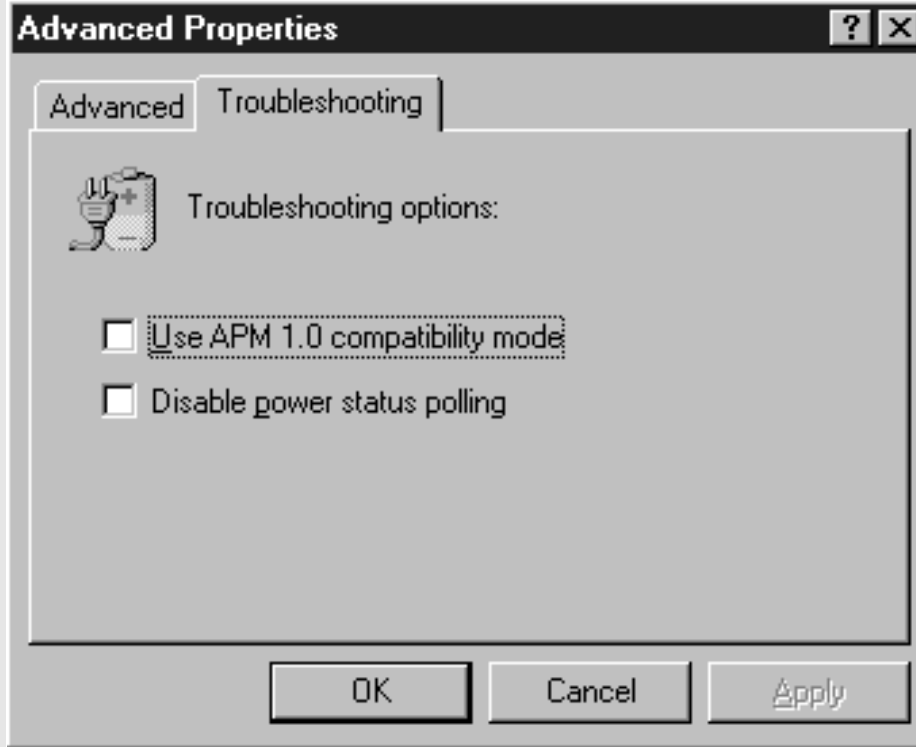 Advanced Properties
Advanced Troubleshooting
Troubleshooting options:
Use APM 1.0 compatibility mode
Disable power status polling
OK Cancel Apply